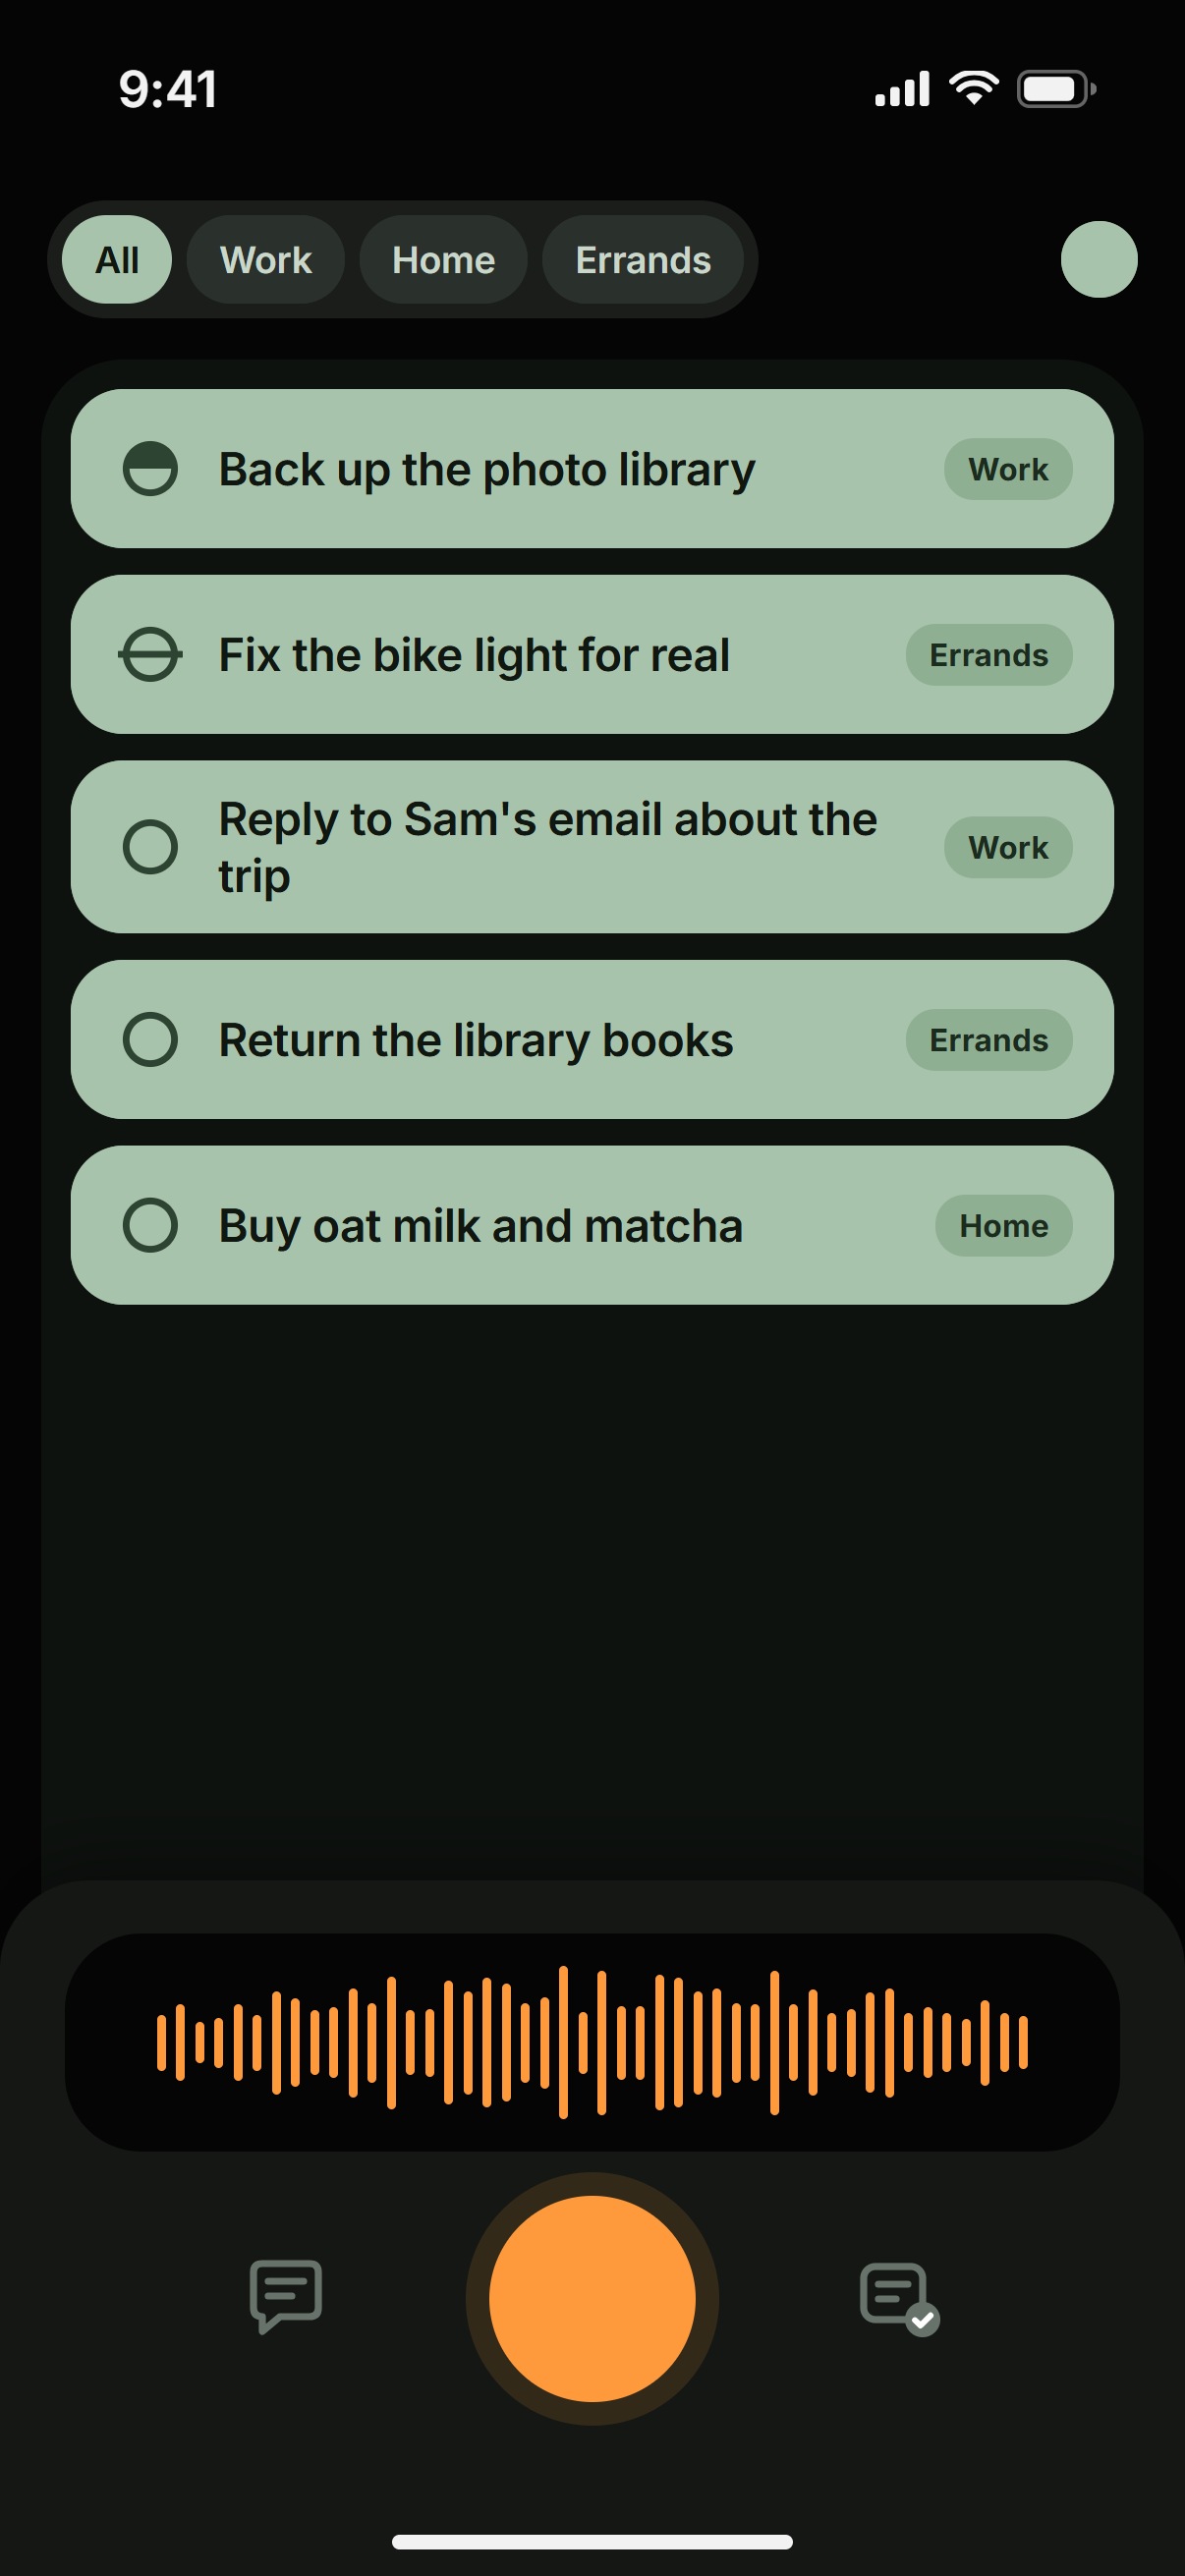 9:41
All
Work
Home
Errands
Back up the photo library
Work
Fix the bike light for real
Errands
Reply to Sam's email about the
trip
Work
Return the library books
Errands
Buy oat milk and matcha
Home